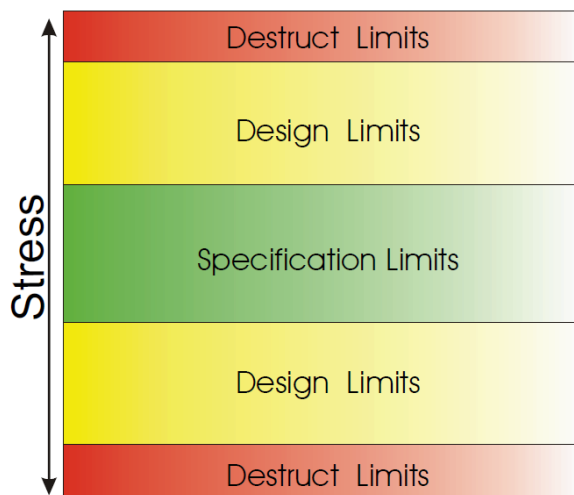 Destruct Limits
Design Limits
Specification Limits
Design Limits
Destruct Limits
Stress